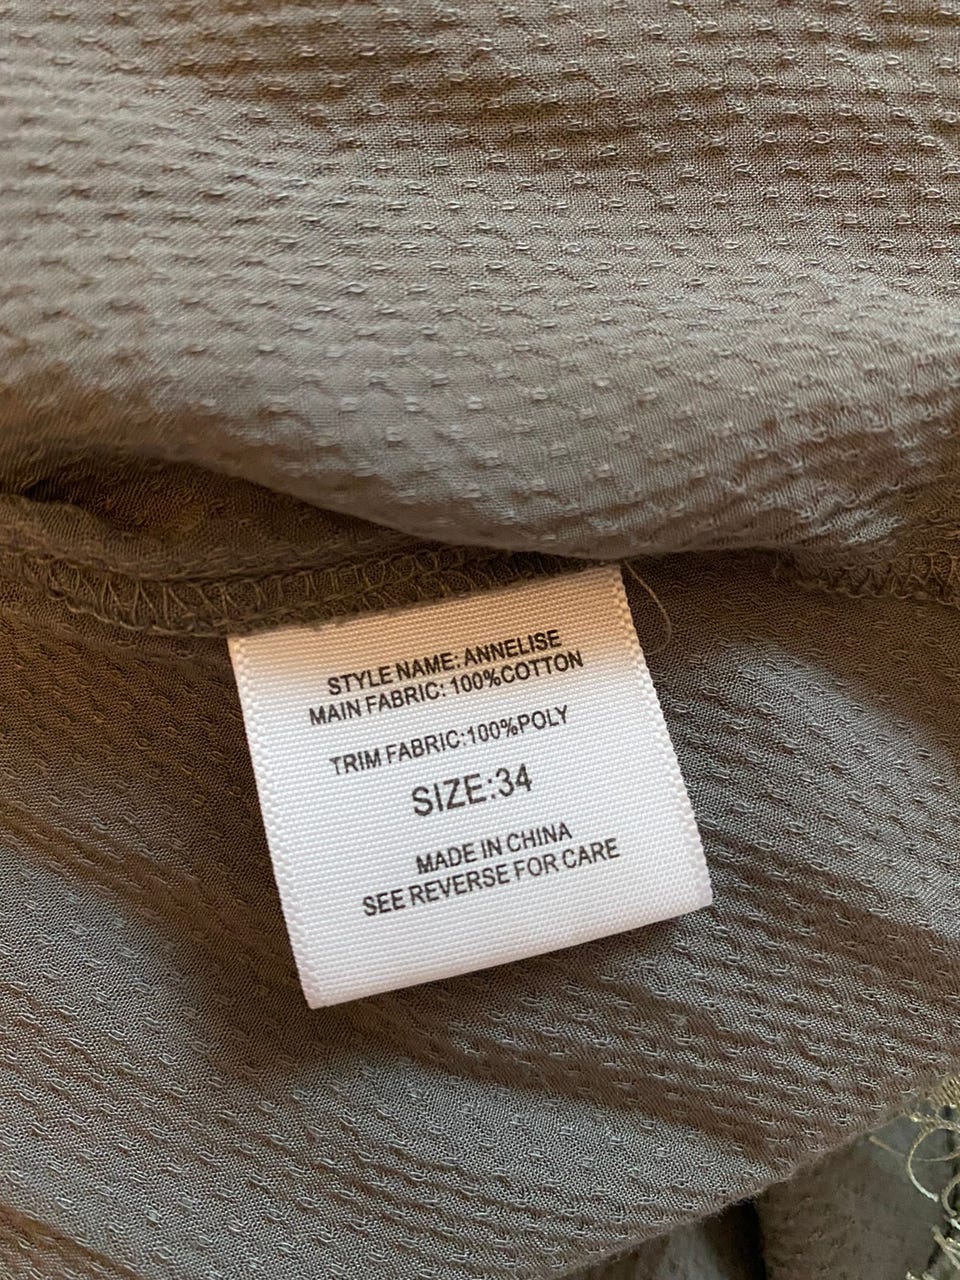 STYLE NAME: ANNELISE
MAIN FABRIC: 100%COTTON
TRIM FABRIC:100%POLY
SIZE:34
MADE IN CHINA
SEE REVERSE FOR CARE